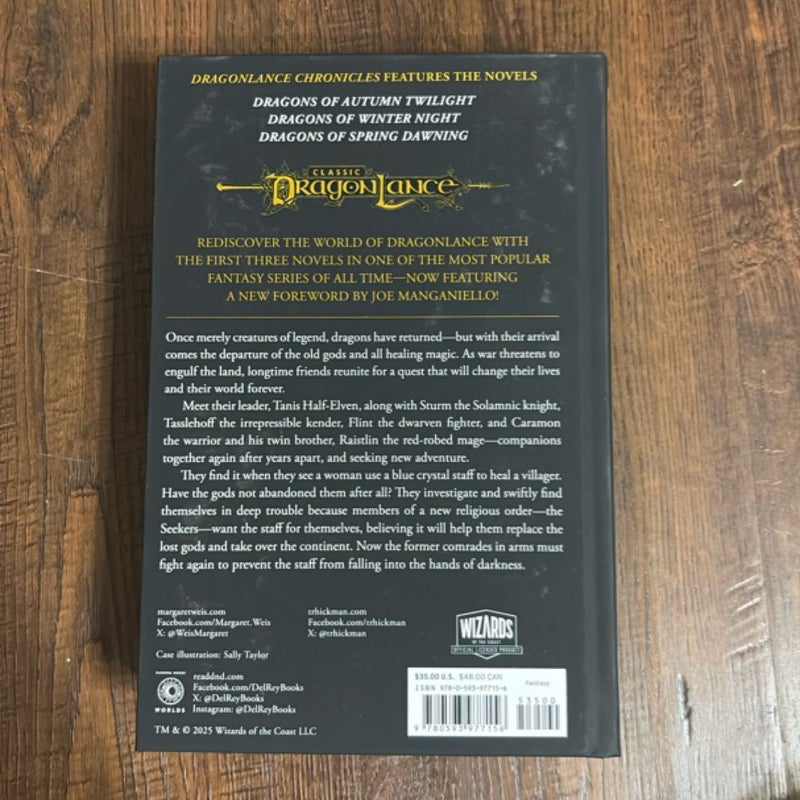 DRAGONLANCE CHRONICLES FEATURES THE NOVELS
DRAGONS OF AUTUMN TWILIGHT
DRAGONS OF WINTER NIGHT
DRAGONS OF SPRING DAWNING
CLASSIC
DRAGONLANCE
REDISCOVER THE WORLD OF DRAGONLANCE WITH
THE FIRST THREE NOVELS IN ONE OF THE MOST POPULAR
FANTASY SERIES OF ALL TIME—NOW FEATURING
A NEW FOREWORD BY JOE MANGANIELLO!
Once merely creatures of legend, dragons have returned—but with their arrival
comes the departure of the old gods and all healing magic. As war threatens to
engulf the land, longtime friends reunite for a quest that will change their lives
and their world forever.
Meet their leader, Tanis Half-Elven, along with Sturm the Solamnic knight,
Tasslehoff the irrepressible kender, Flint the dwarven fighter, and Caramon
the warrior and his twin brother, Raistlin the red-robed mage—companions
together again after years apart, and seeking new adventure.
They find it when they see a woman use a blue crystal staff to heal a villager.
Have the gods not abandoned them after all? They investigate and swiftly find
themselves in deep trouble because members of a new religious order—the
Seekers—want the staff for themselves, believing it will help them replace the
lost gods and take over the continent. Now the former comrades in arms must
fight again to prevent the staff from falling into the hands of darkness.
margaretweis.com
Facebook.com/Margaret.Weis
X: @WeisMargaret
trhickman.com
Facebook.com/trhickman
X: @trhickman
WIZARDS
OF THE COAST
OFFICIAL LICENSED PRODUCT
Case illustration: Sally Taylor
RANDOM HOUSE
WORLDS
readdnd.com
Facebook.com/DelReyBooks
X: @DelReyBooks
Instagram: @DelReyBooks
TM & © 2025 Wizards of the Coast LLC
$35.00 U.S. $48.00 CAN
Fantasy
ISBN 978-0-593-97715-6
53500
9 780593 977156